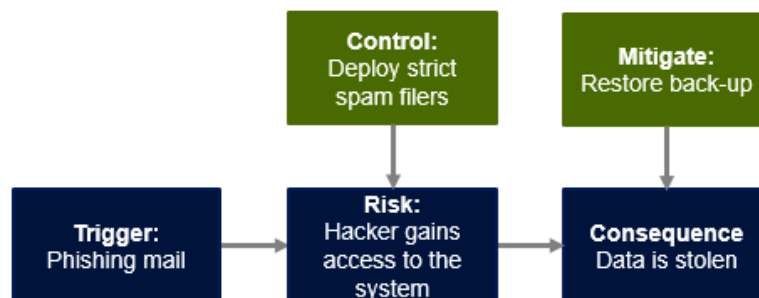 Control:
Deploy strict
spam filers
Mitigate:
Restore back-up
Trigger:
Phishing mail
Risk:
Hacker gains
access to the
system
Consequence
Data is stolen